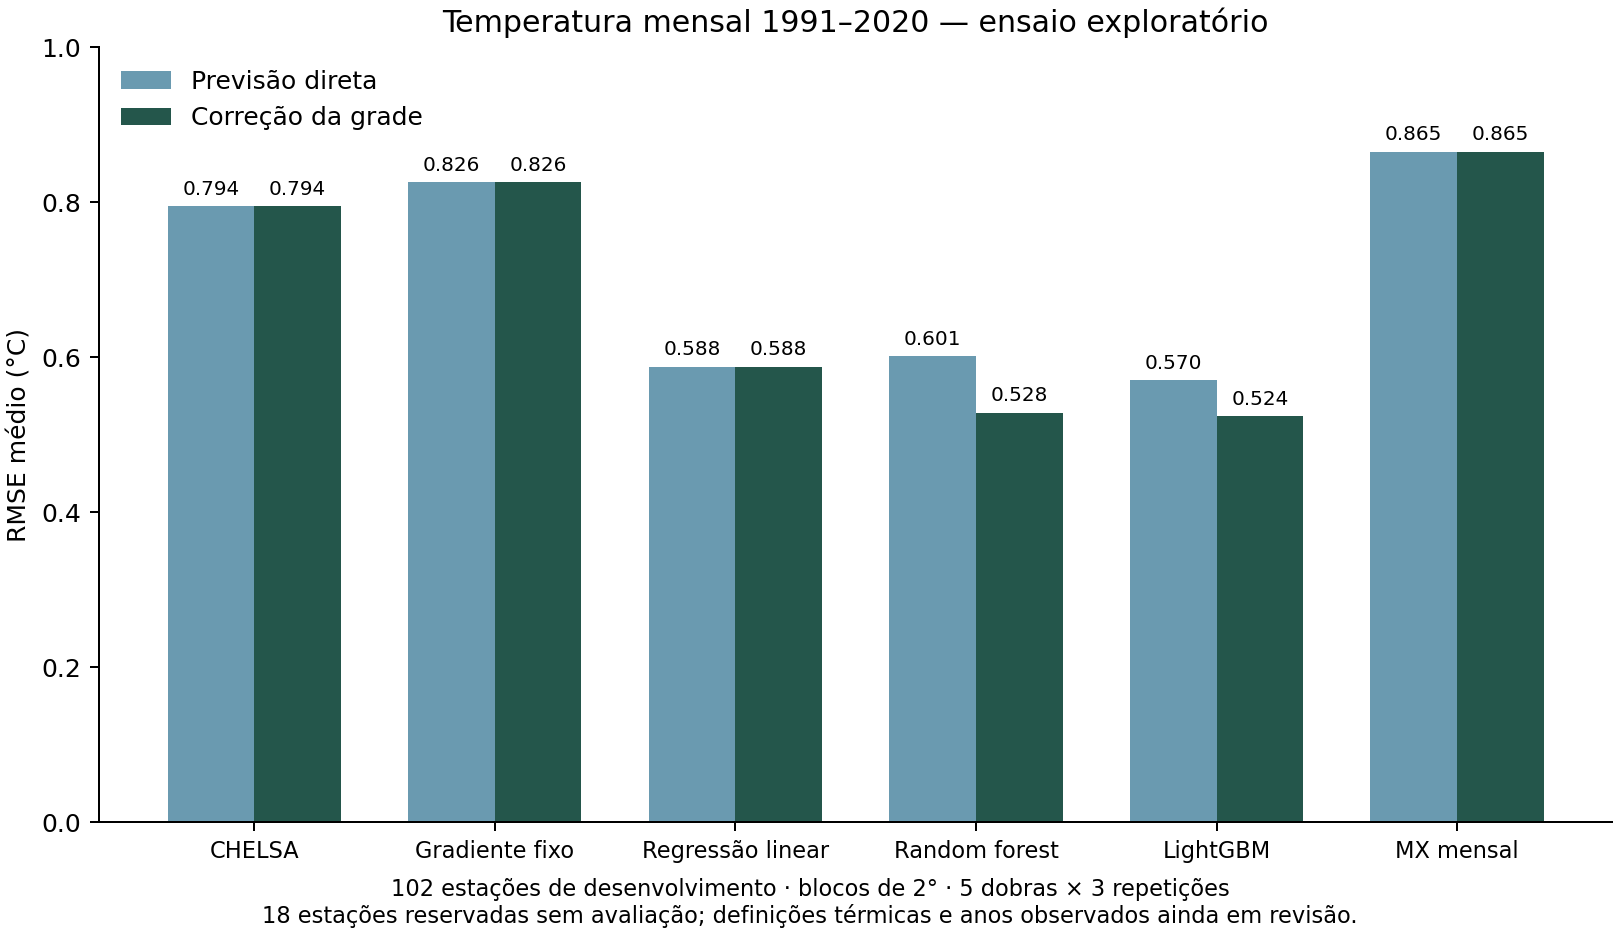 Temperatura mensal 1991–2020 — ensaio exploratório
Previsão direta
Correção da grade
RMSE médio (°C)
1.0
0.8
0.6
0.4
0.2
0.0
0.794 0.794
0.826 0.826
0.588 0.588
0.601 0.528
0.570 0.524
0.865 0.865
CHELSA Gradiente fixo Regressão linear Random forest LightGBM MX mensal
102 estações de desenvolvimento · blocos de 2° · 5 dobras × 3 repetições
18 estações reservadas sem avaliação; definições térmicas e anos observados ainda em revisão.